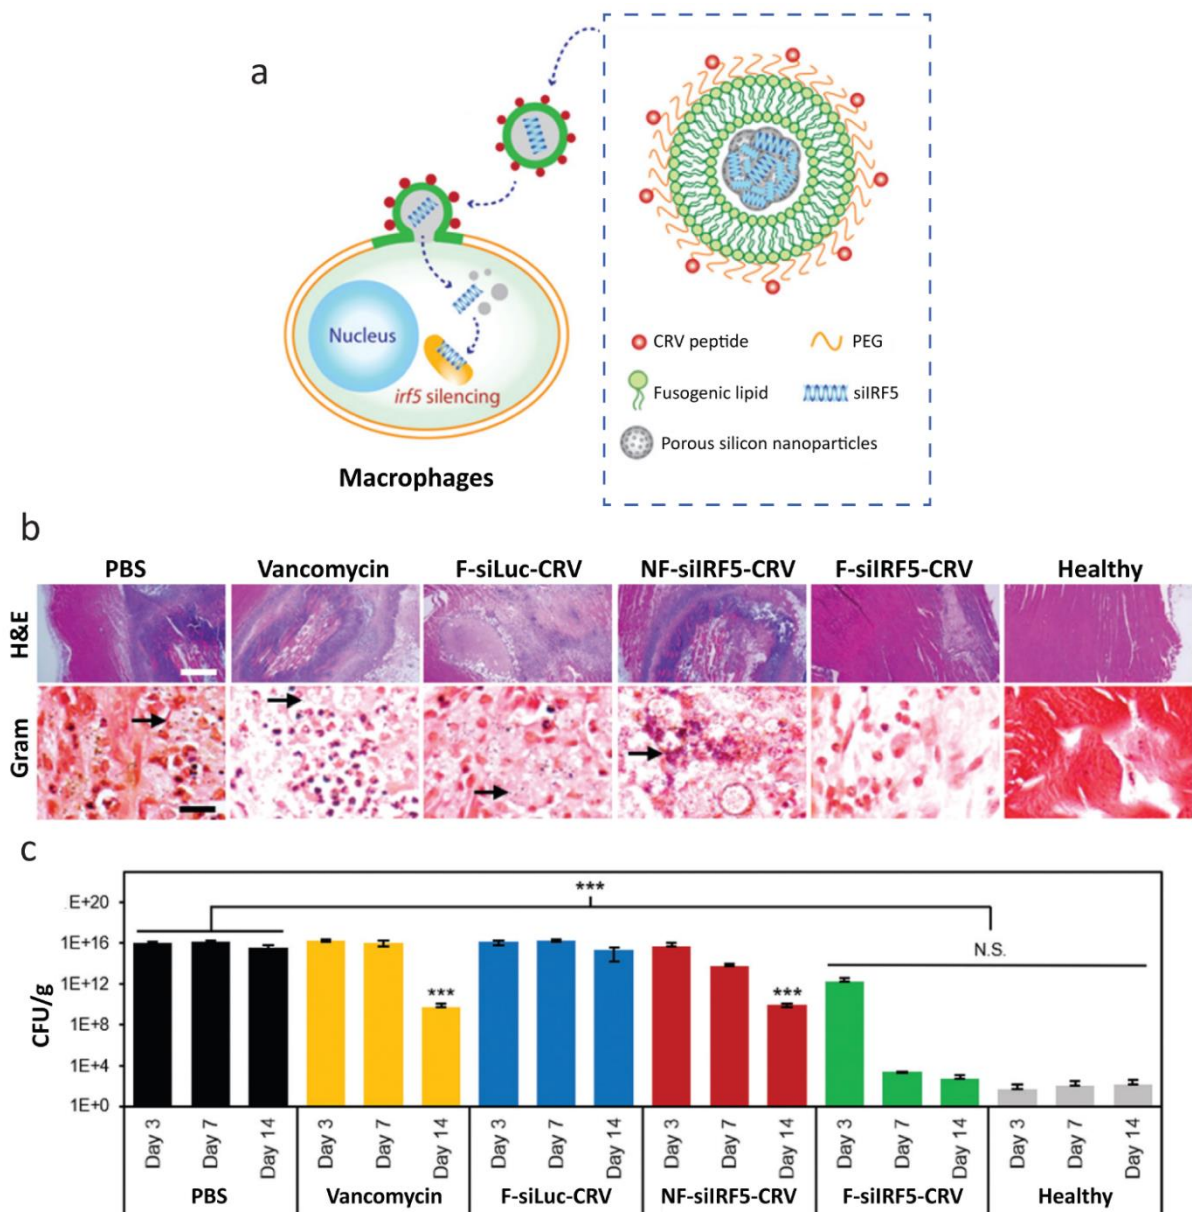 a
Nucleus
irf5 silencing
Macrophages
CRV peptide
PEG
Fusogenic lipid
siIRF5
Porous silicon nanoparticles
b
PBS Vancomycin F-siLuc-CRV NF-siIRF5-CRV F-siIRF5-CRV Healthy
H&E
Gram
c
CFU/g
1E+20
1E+16
1E+12
1E+8
1E+4
1E+0
***
N.S.
***
***
Day 3 Day 7 Day 14 Day 3 Day 7 Day 14 Day 3 Day 7 Day 14 Day 3 Day 7 Day 14 Day 3 Day 7 Day 14 Day 3 Day 7 Day 14
PBS Vancomycin F-siLuc-CRV NF-siIRF5-CRV F-siIRF5-CRV Healthy